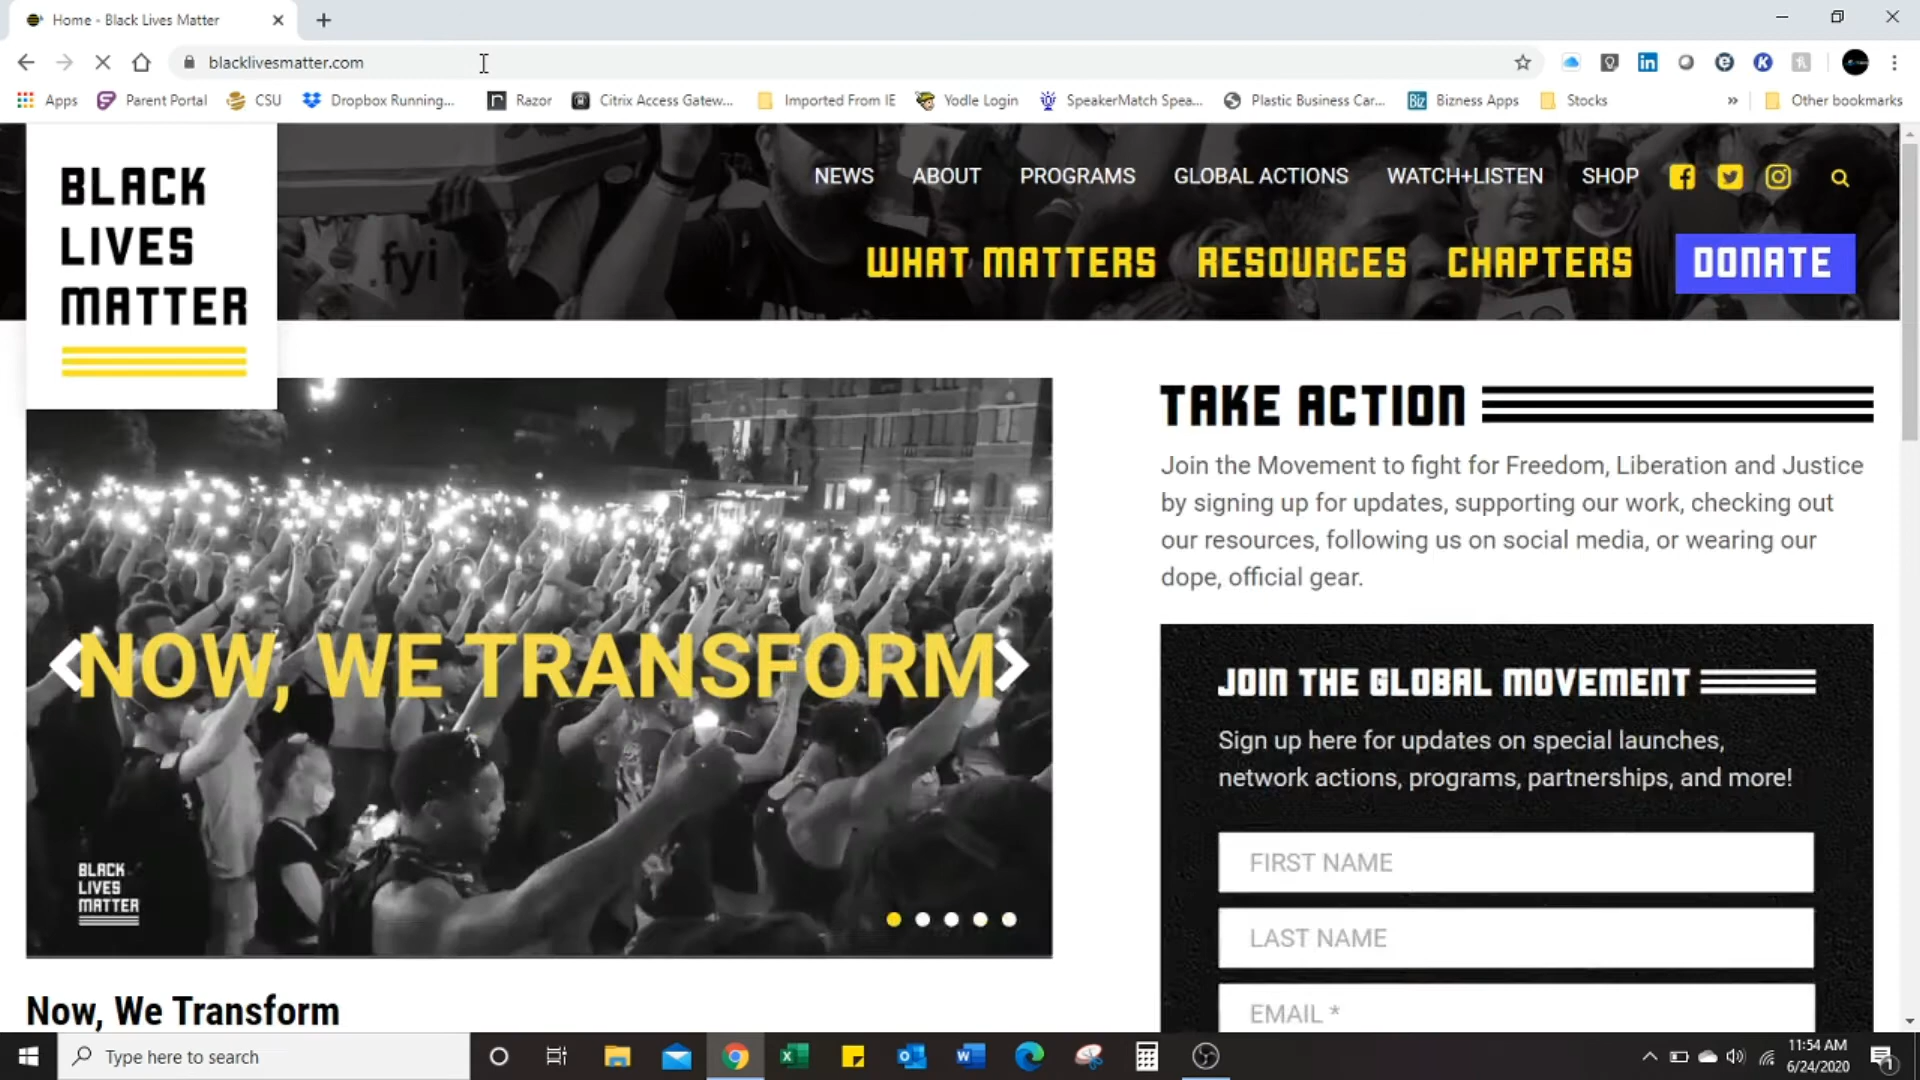 Home - Black Lives Matter
blacklivesmatter.com
Apps
Parent Portal
CSU
Dropbox Running...
Razor
Citrix Access Gatew...
Imported From IE
Yodle Login
SpeakerMatch Spea...
Plastic Business Car...
Biz
Bizness Apps
Stocks
»
Other bookmarks
BLACK
LIVES
MATTER
.fyi
NEWS
ABOUT
PROGRAMS
GLOBAL ACTIONS
WATCH+LISTEN
SHOP
WHAT MATTERS
RESOURCES
CHAPTERS
DONATE
NOW, WE TRANSFORM
BLACK
LIVES
MATTER
Now, We Transform
TAKE ACTION
Join the Movement to fight for Freedom, Liberation and Justice
by signing up for updates, supporting our work, checking out
our resources, following us on social media, or wearing our
dope, official gear.
JOIN THE GLOBAL MOVEMENT
Sign up here for updates on special launches,
network actions, programs, partnerships, and more!
FIRST NAME
LAST NAME
EMAIL *
Type here to search
11:54 AM
6/24/2020
1